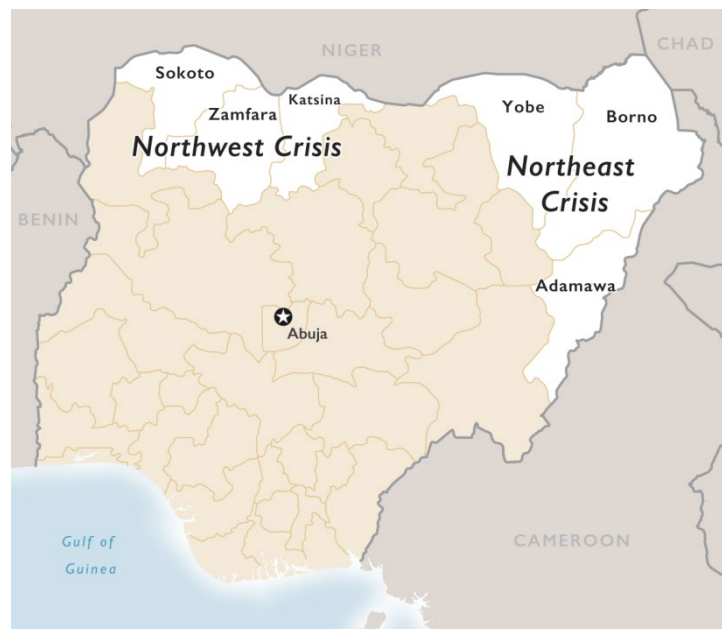 NIGER
CHAD
Sokoto
Katsina
Zamfara
Yobe
Borno
Northwest Crisis
Northeast
Crisis
BENIN
Adamawa
Abuja
Gulf of
Guinea
CAMEROON